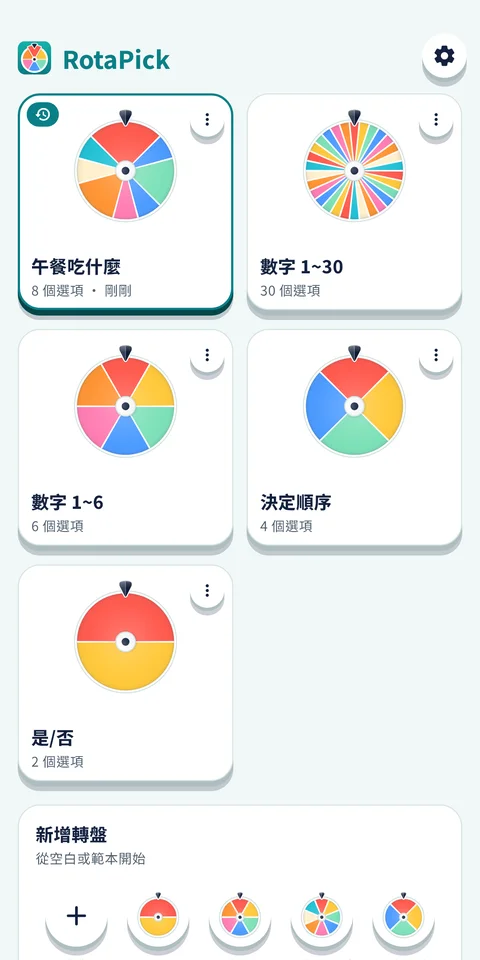 RotaPick
午餐吃什麼
8 個選項 · 剛剛
數字 1~30
30 個選項
數字 1~6
6 個選項
決定順序
4 個選項
是/否
2 個選項
新增轉盤
從空白或範本開始